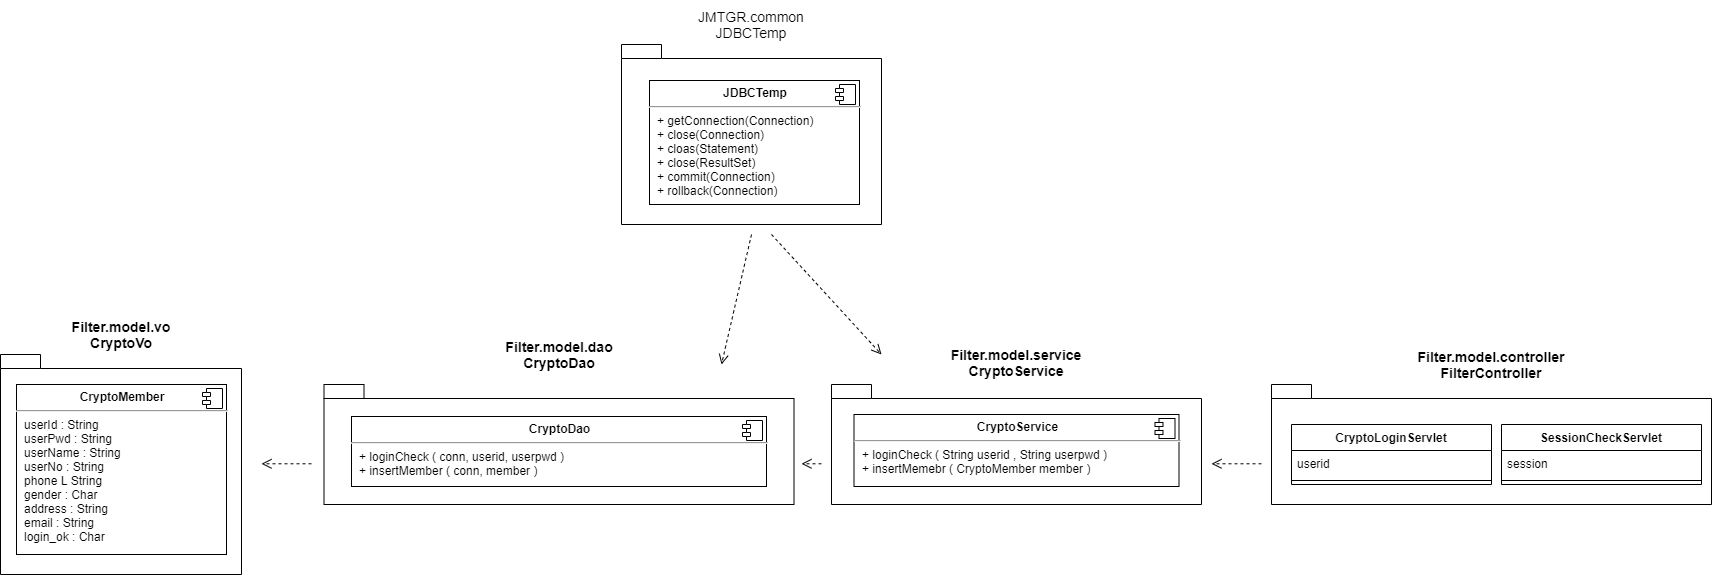 JMTGR.common
JDBCTemp
JDBCTemp
+ getConnection(Connection)
+ close(Connection)
+ cloas(Statement)
+ close(ResultSet)
+ commit(Connection)
+ rollback(Connection)
Filter.model.vo
CryptoVo
CryptoMember
userId : String
userPwd : String
userName : String
userNo : String
phone L String
gender : Char
address : String
email : String
login_ok : Char
Filter.model.dao
CryptoDao
CryptoDao
+ loginCheck ( conn, userid, userpwd )
+ insertMember ( conn, member )
Filter.model.service
CryptoService
CryptoService
+ loginCheck ( String userid , String userpwd )
+ insertMemebr ( CryptoMember member )
Filter.model.controller
FilterController
CryptoLoginServlet
userid
SessionCheckServlet
session